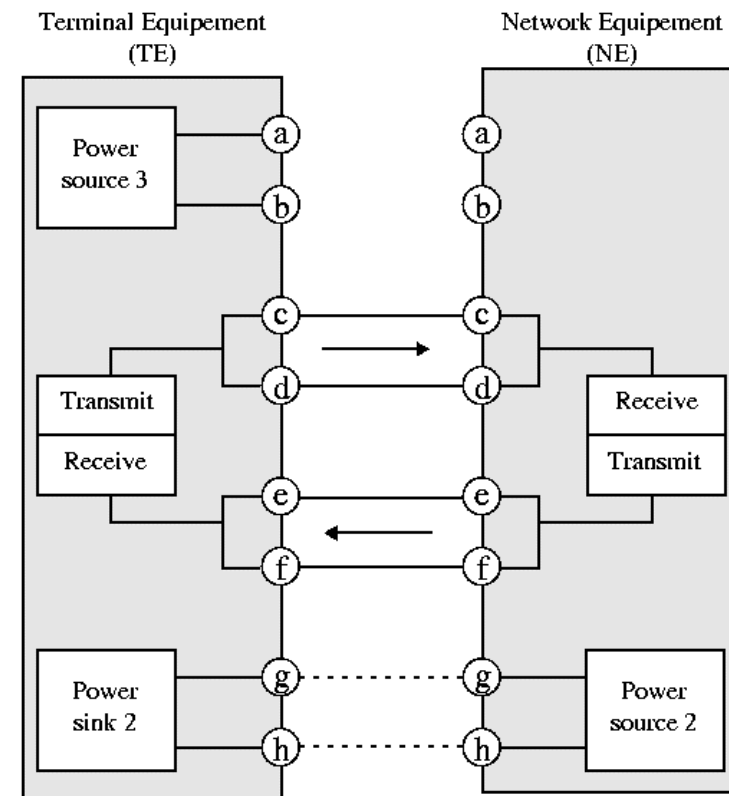 Terminal Equipement
(TE)
Network Equipement
(NE)
Power
source 3
a
b
a
b
c
d
c
d
Transmit
Receive
Receive
Transmit
e
f
e
f
Power
sink 2
g
h
g
h
Power
source 2